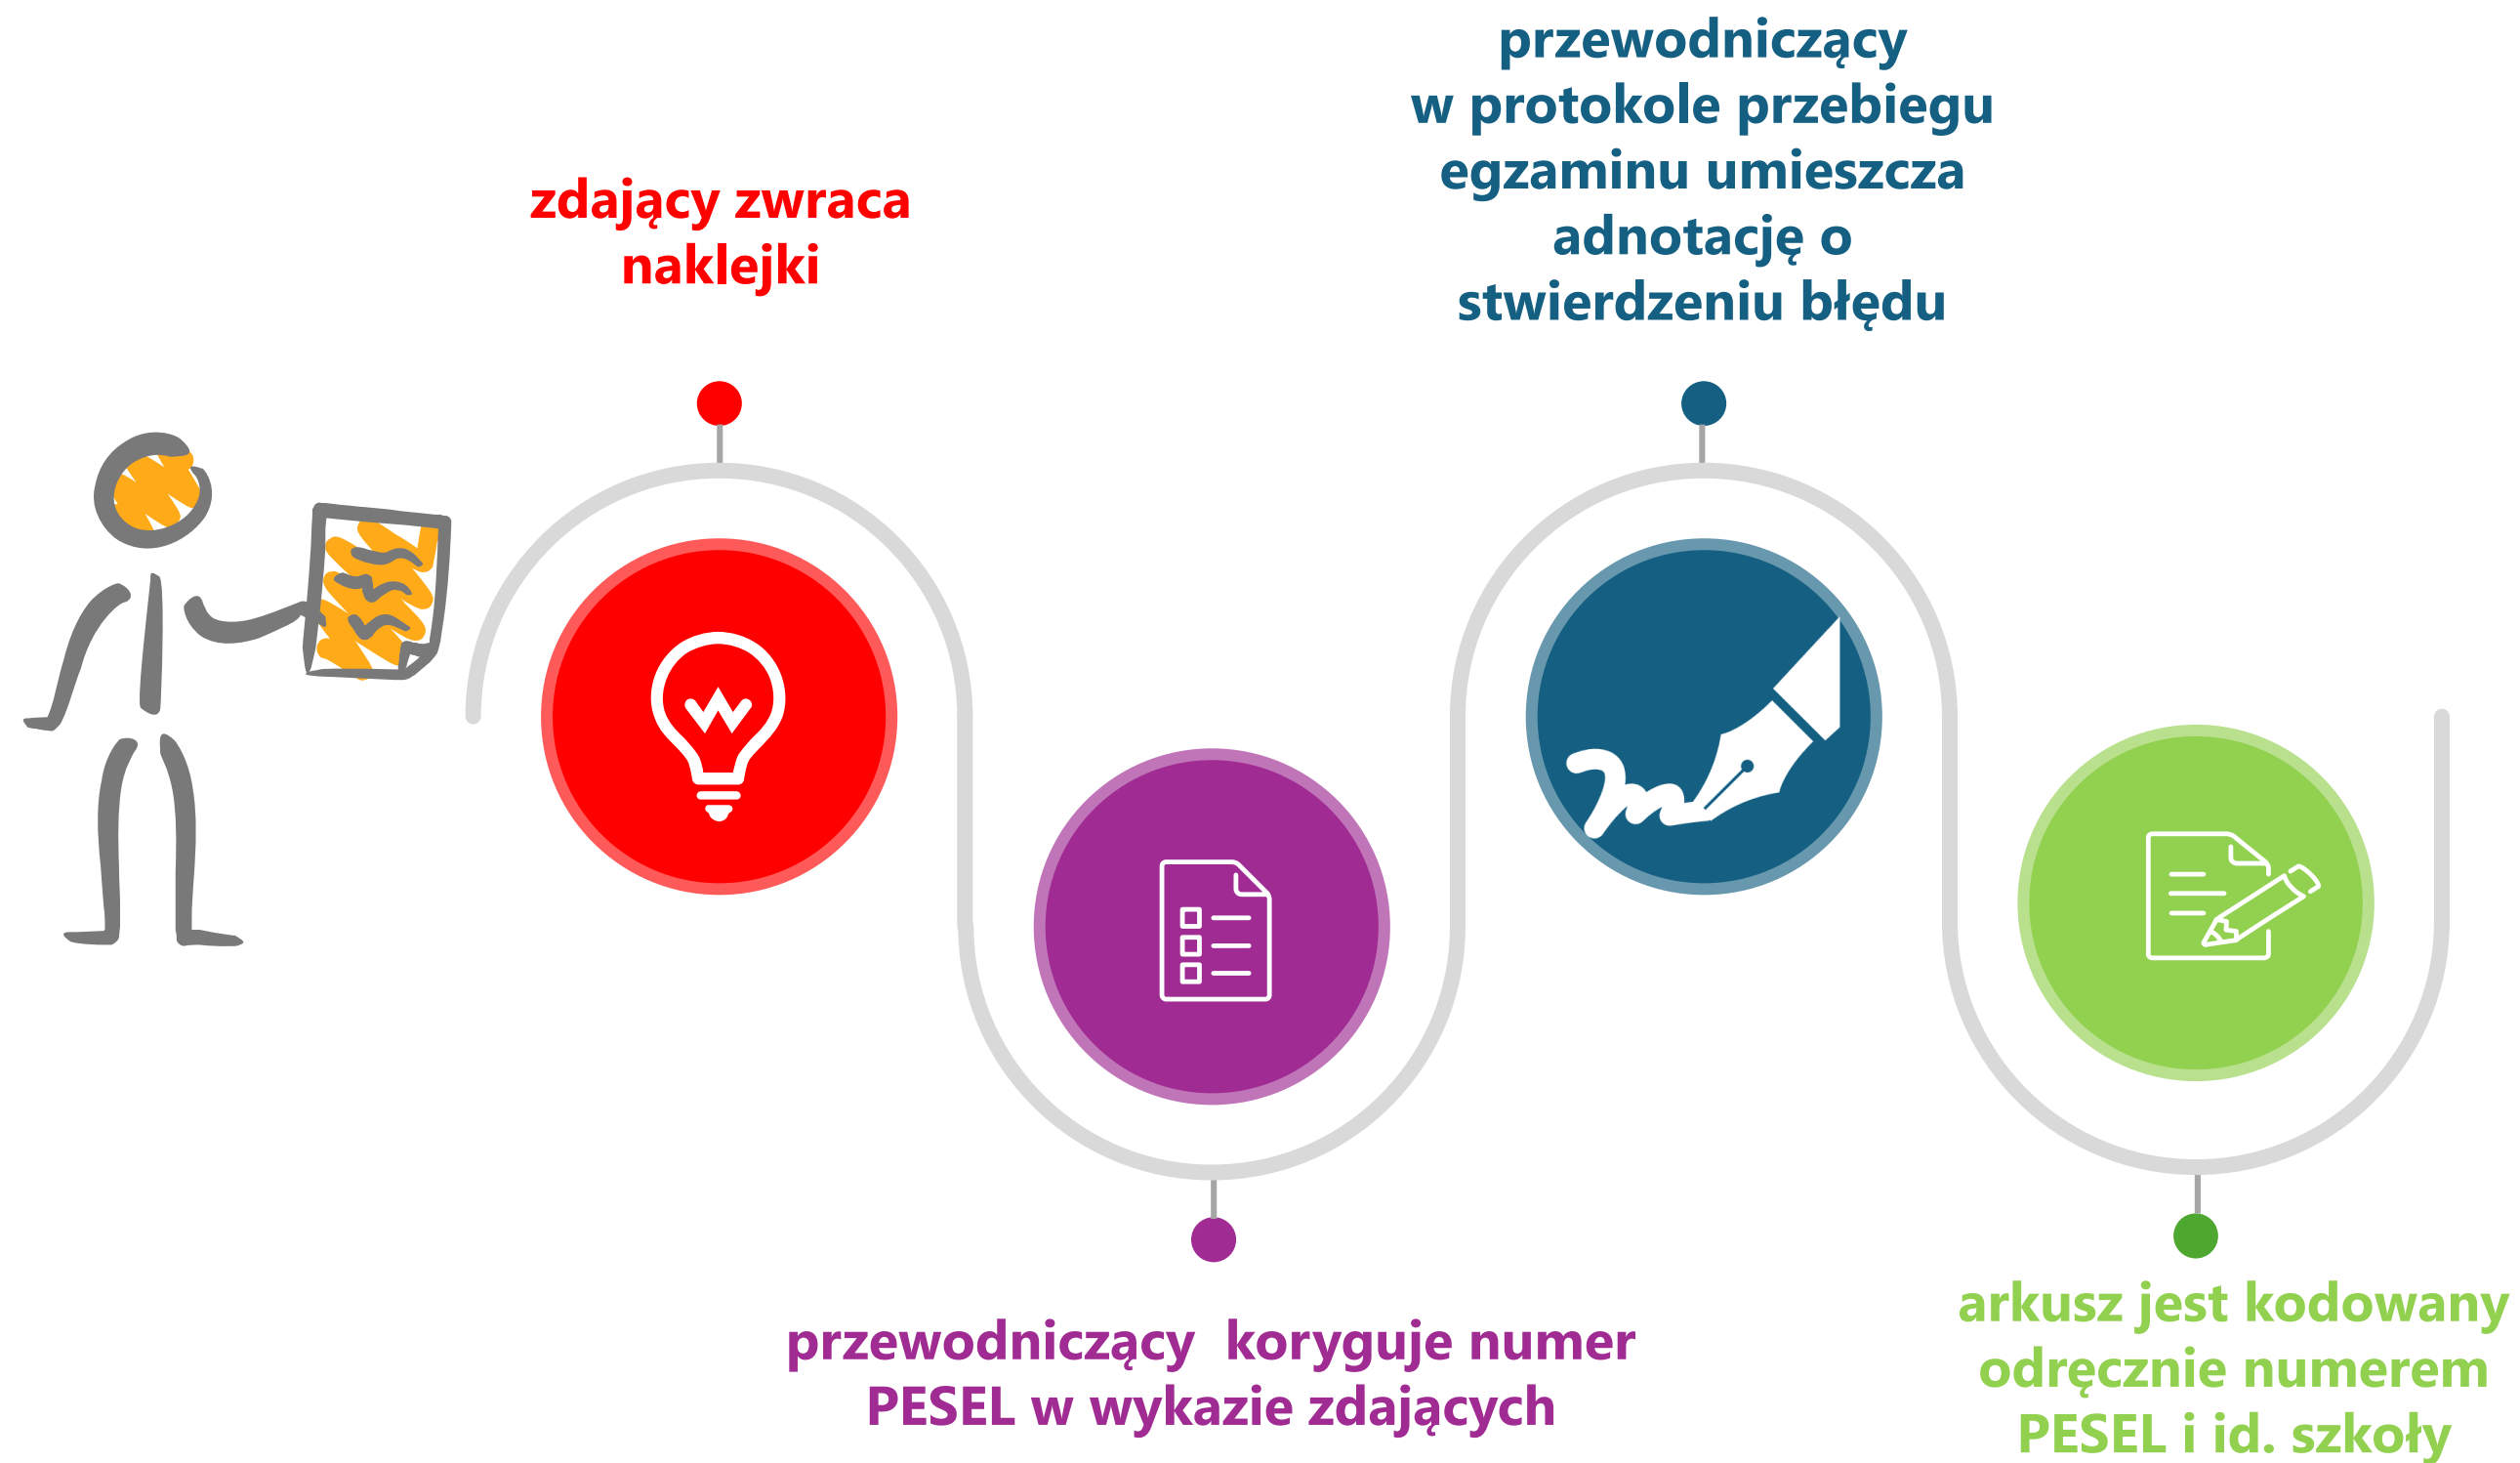 zdający zwraca
naklejki
przewodniczący  koryguje numer
PESEL w wykazie zdających
przewodniczący
w protokole przebiegu
egzaminu umieszcza
adnotację o
stwierdzeniu błędu
arkusz jest kodowany
odręcznie numerem
PESEL i id. szkoły